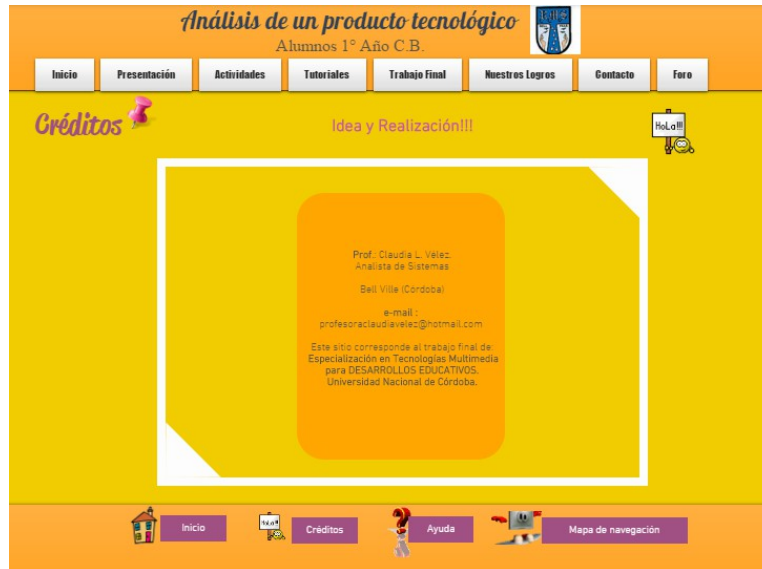 Análisis de un producto tecnológico
Alumnos 1° Año C.B.
Inicio Presentación Actividades Tutoriales Trabajo Final Nuestros Logros Contacto Foro
Créditos
Idea y Realización!!!
HoLa!!!
Prof.: Claudia L. Vélez.
Analista de Sistemas
Bell Ville (Córdoba)
e-mail :
profesoraclaudiavelez@hotmail.com
Este sitio corresponde al trabajo final de:
Especialización en Tecnologías Multimedia
para DESARROLLOS EDUCATIVOS.
Universidad Nacional de Córdoba.
Inicio HoLa!!! Créditos Ayuda Mapa de navegación